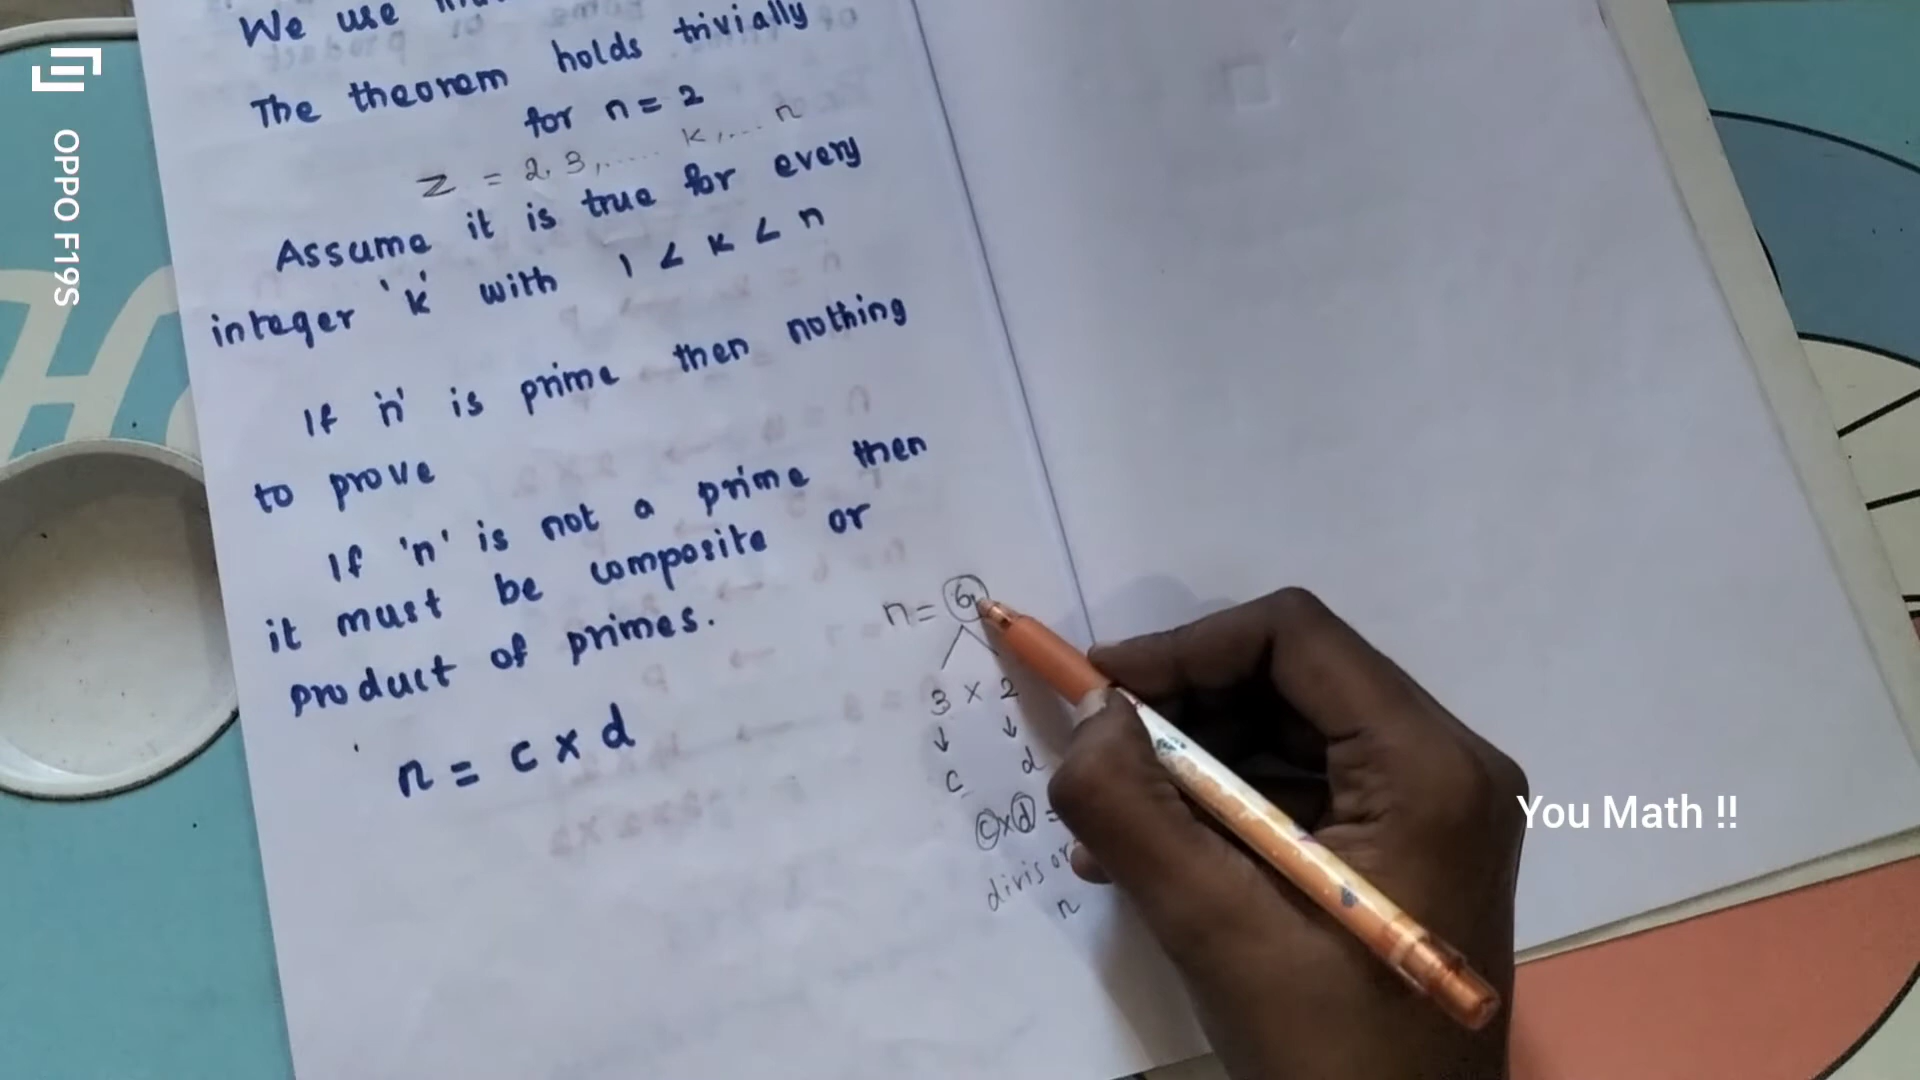 We use
The theorem holds trivially
for n = 2
Z = 2, 3, ..... k, ... n
Assume it is true for every
integer 'k' with 1 < k < n
If 'n' is prime then nothing
to prove
If 'n' is not a prime then
it must be composite or
product of primes.
n = c x d
n = 6
3 x 2
↓ ↓
c d
c x d =
divisor
n
OPPO F19S
You Math !!